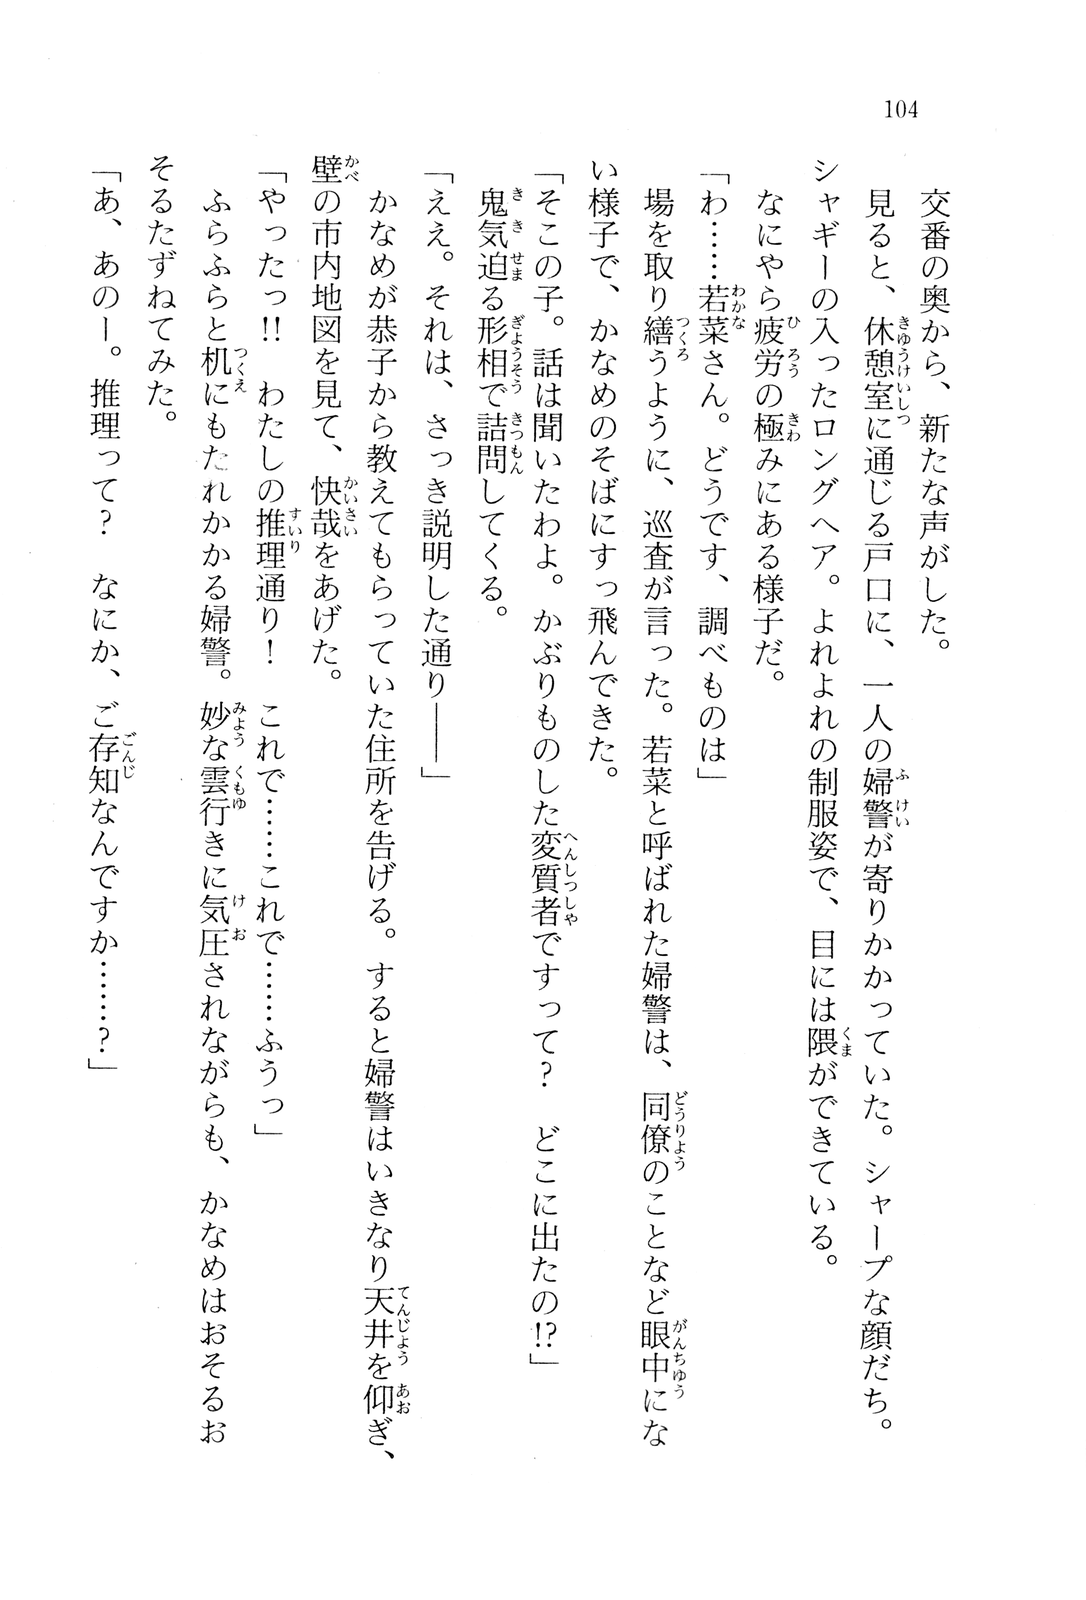 104
交番の奥から、新たな声がした。
見ると、休憩室に通じる戸口に、一人の婦警が寄りかかっていた。シャープな顔だち。
シャギーの入ったロングヘア。よれよれの制服姿で、目には隈ができている。
なにやら疲労の極みにある様子だ。
「わ……若菜さん。どうです、調べものは」
場を取り繕うように、巡査が言った。若菜と呼ばれた婦警は、同僚のことなど眼中にな
い様子で、かなめのそばにすっ飛んできた。
「そこの子。話は聞いたわよ。かぶりものした変質者ですって? どこに出たの!?」
鬼気迫る形相で詰問してくる。
「ええ。それは、さっき説明した通り――」
かなめが恭子から教えてもらっていた住所を告げる。すると婦警はいきなり天井を仰ぎ、
壁の市内地図を見て、快哉をあげた。
「やったっ!! わたしの推理通り! これで……これで……ふうっ」
ふらふらと机にもたれかかる婦警。妙な雲行きに気圧されながらも、かなめはおそるお
そるたずねてみた。
「あ、あのー。推理って? なにか、ご存知なんですか……?」